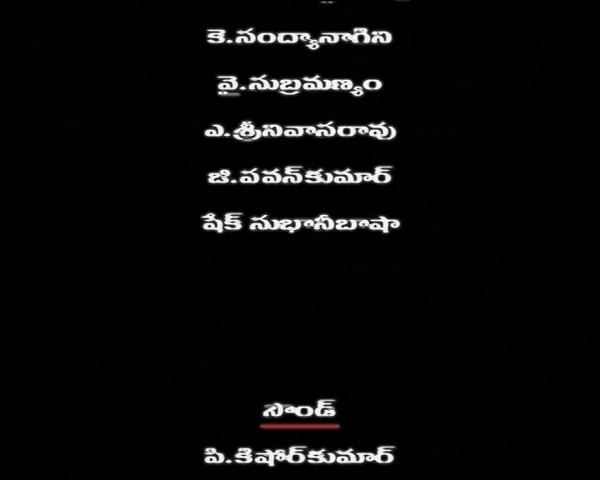 కె.సంధ్యానాగిని
వై.సుబ్రమణ్యం
ఎ.శ్రీనివాసరావు
జి.పవన్‌కుమార్
షేక్ సుభానీబాషా
సౌండ్
పి.కిషోర్‌కుమార్